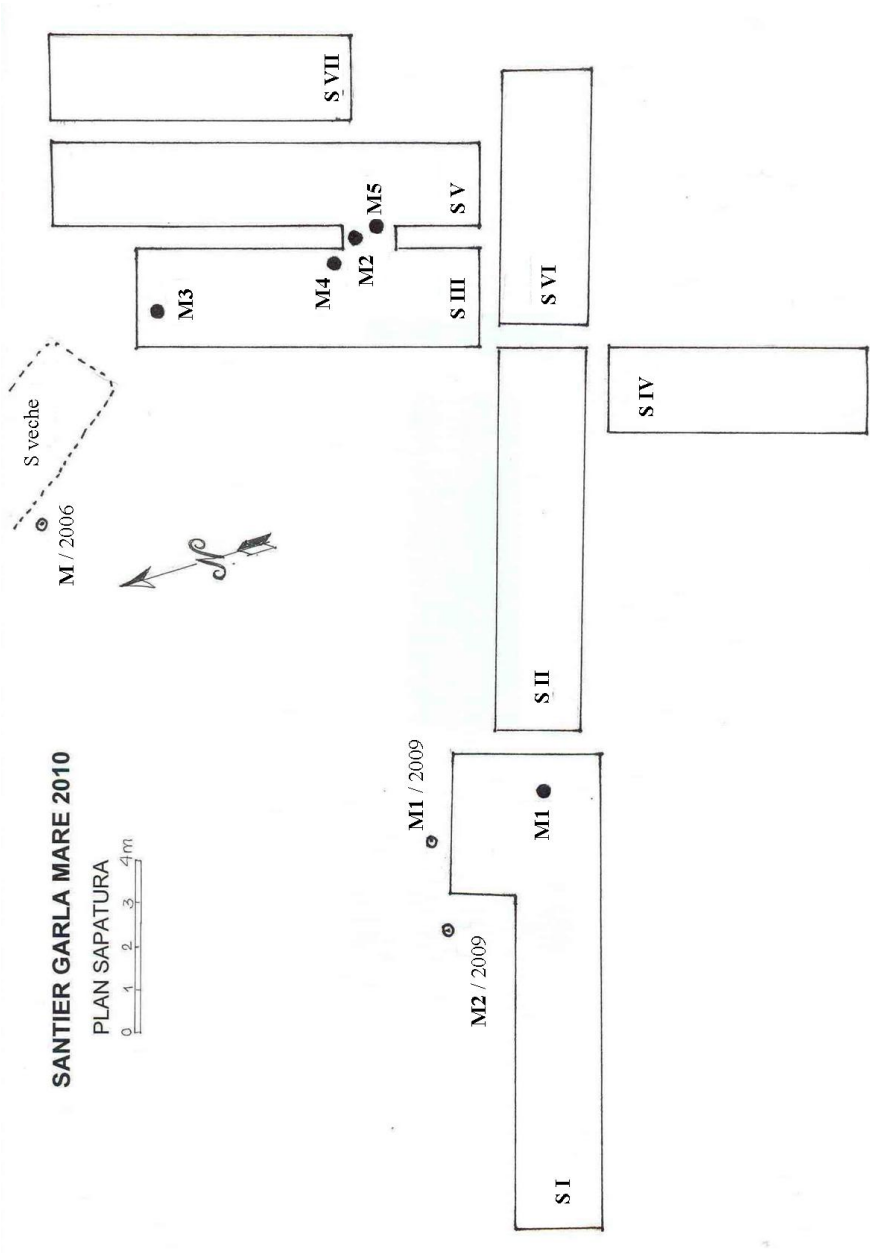 SANTIER GARLA MARE 2010
PLAN SAPATURA
0 1 2 3 4m
M / 2006
S veche
N
M3
M4
M2
M5
S III
S V
S VII
S VI
S IV
S II
M1 / 2009
M2 / 2009
M1
S I